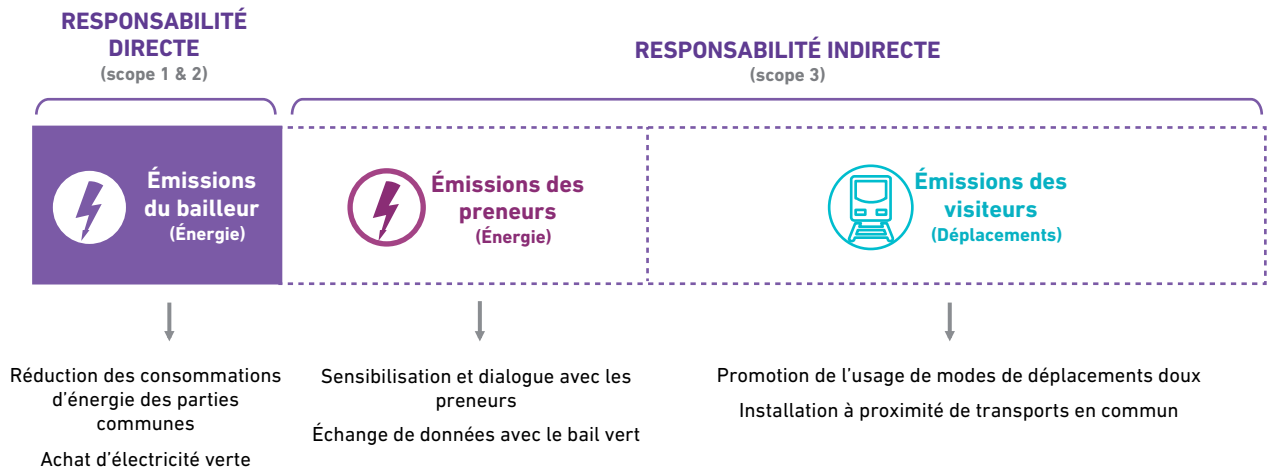 RESPONSABILITÉ
DIRECTE
(scope 1 & 2)
RESPONSABILITÉ INDIRECTE
(scope 3)
Émissions
du bailleur
(Énergie)
Émissions des
preneurs
(Énergie)
Émissions des
visiteurs
(Déplacements)
Réduction des consommations
d’énergie des parties
communes
Achat d’électricité verte
Sensibilisation et dialogue avec les
preneurs
Échange de données avec le bail vert
Promotion de l’usage de modes de déplacements doux
Installation à proximité de transports en commun